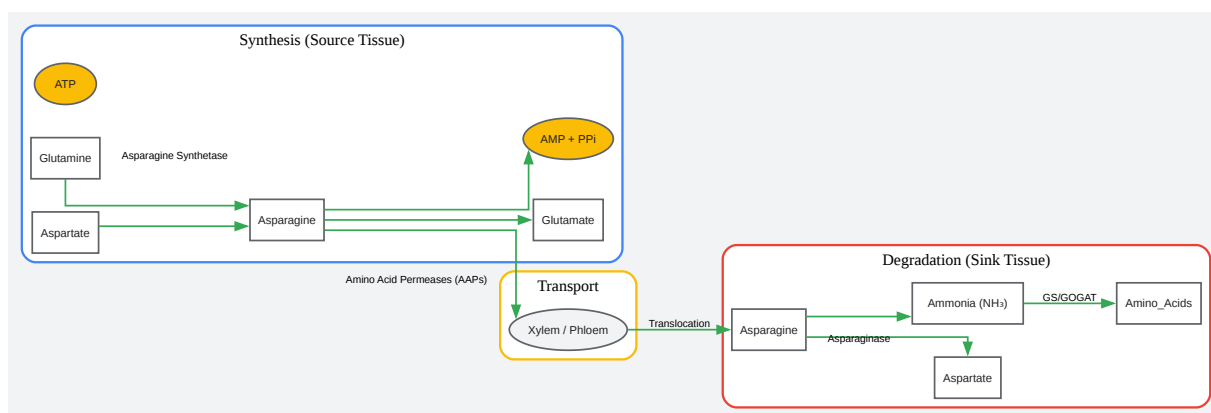 Synthesis (Source Tissue)
ATP
AMP + PPi
Glutamine
Asparagine Synthetase
Asparagine
Glutamate
Aspartate
Amino Acid Permeases (AAPs)
Transport
Xylem / Phloem
Translocation
Degradation (Sink Tissue)
Ammonia (NH₃)
GS/GOGAT
Amino_Acids
Asparagine
Asparaginase
Aspartate